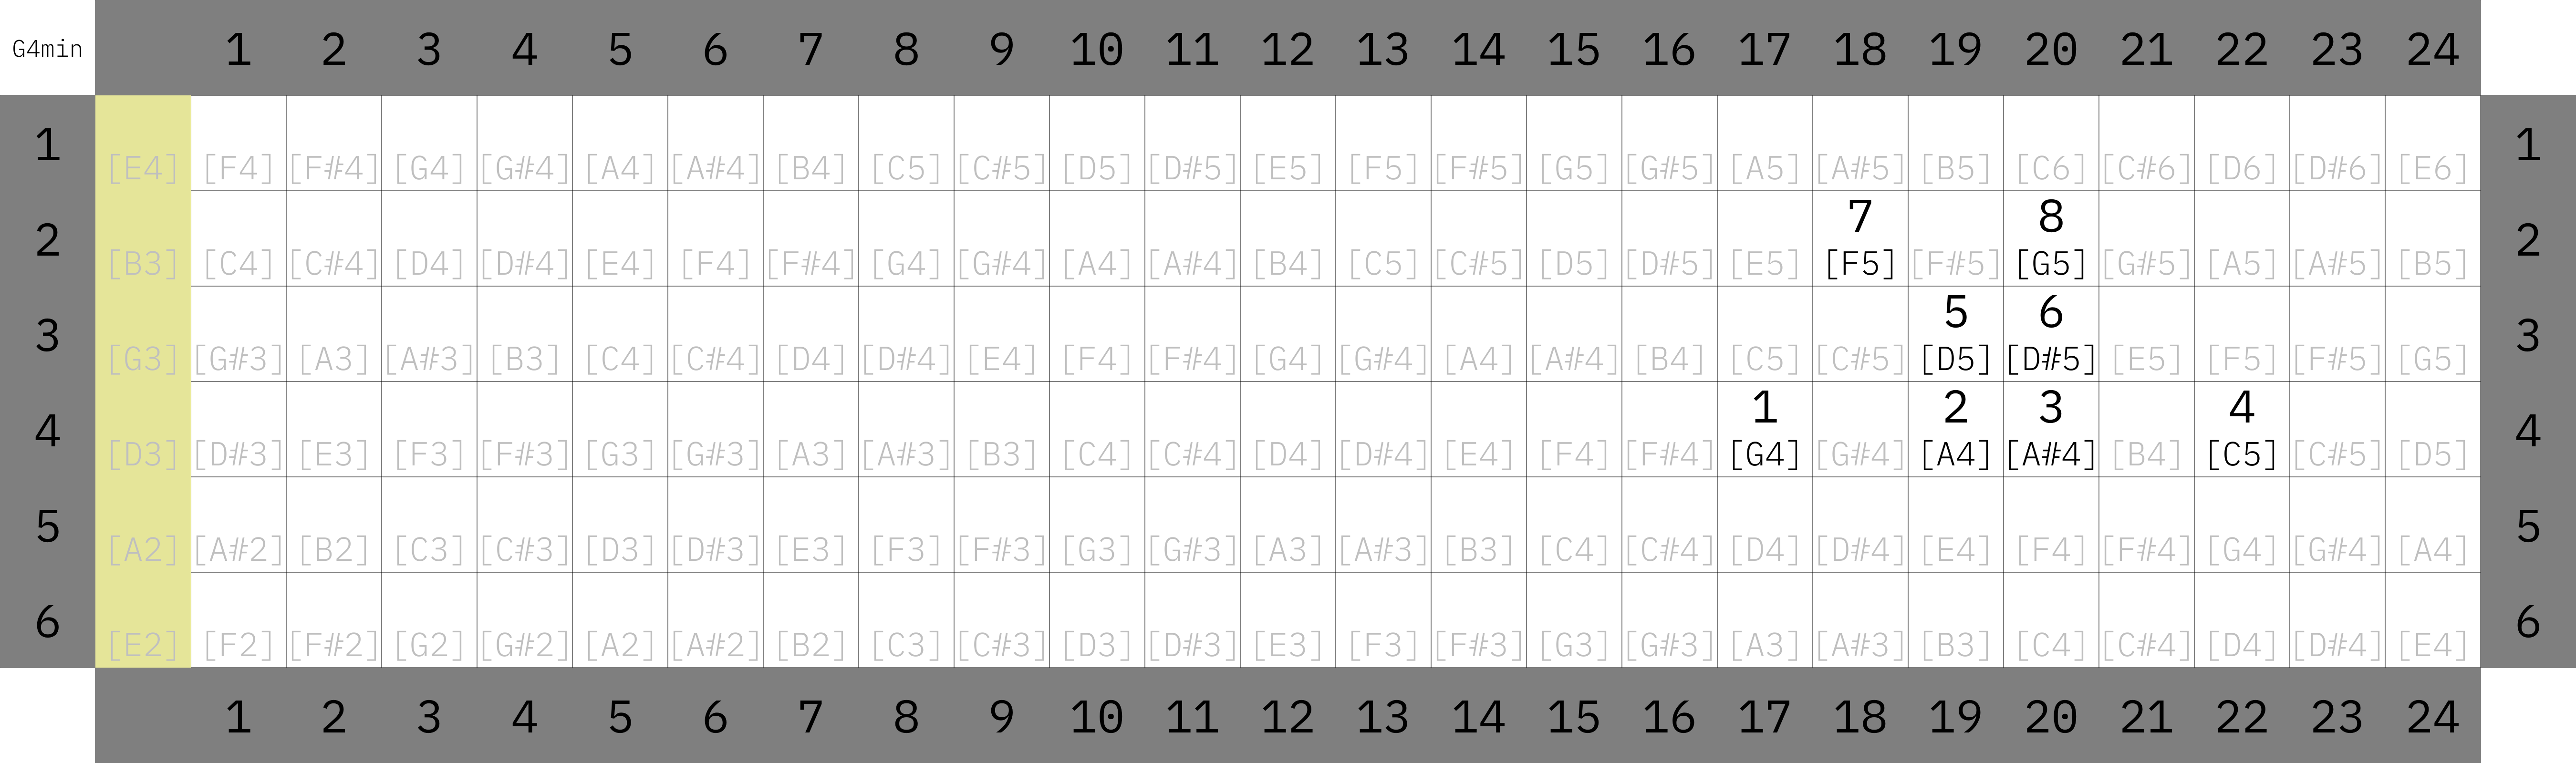 G4min 1 2 3 4 5 6 7 8 9 10 11 12 13 14 15 16 17 18 19 20 21 22 23 24
1 [E4] [F4] [F#4] [G4] [G#4] [A4] [A#4] [B4] [C5] [C#5] [D5] [D#5] [E5] [F5] [F#5] [G5] [G#5] [A5] [A#5] [B5] [C6] [C#6] [D6] [D#6] [E6] 1
7 8
2 [B3] [C4] [C#4] [D4] [D#4] [E4] [F4] [F#4] [G4] [G#4] [A4] [A#4] [B4] [C5] [C#5] [D5] [D#5] [E5] [F5] [F#5] [G5] [G#5] [A5] [A#5] [B5] 2
5 6
3 [G3] [G#3] [A3] [A#3] [B3] [C4] [C#4] [D4] [D#4] [E4] [F4] [F#4] [G4] [G#4] [A4] [A#4] [B4] [C5] [C#5] [D5] [D#5] [E5] [F5] [F#5] [G5] 3
1 2 3 4
4 [D3] [D#3] [E3] [F3] [F#3] [G3] [G#3] [A3] [A#3] [B3] [C4] [C#4] [D4] [D#4] [E4] [F4] [F#4] [G4] [G#4] [A4] [A#4] [B4] [C5] [C#5] [D5] 4
5 [A2] [A#2] [B2] [C3] [C#3] [D3] [D#3] [E3] [F3] [F#3] [G3] [G#3] [A3] [A#3] [B3] [C4] [C#4] [D4] [D#4] [E4] [F4] [F#4] [G4] [G#4] [A4] 5
6 [E2] [F2] [F#2] [G2] [G#2] [A2] [A#2] [B2] [C3] [C#3] [D3] [D#3] [E3] [F3] [F#3] [G3] [G#3] [A3] [A#3] [B3] [C4] [C#4] [D4] [D#4] [E4] 6
1 2 3 4 5 6 7 8 9 10 11 12 13 14 15 16 17 18 19 20 21 22 23 24